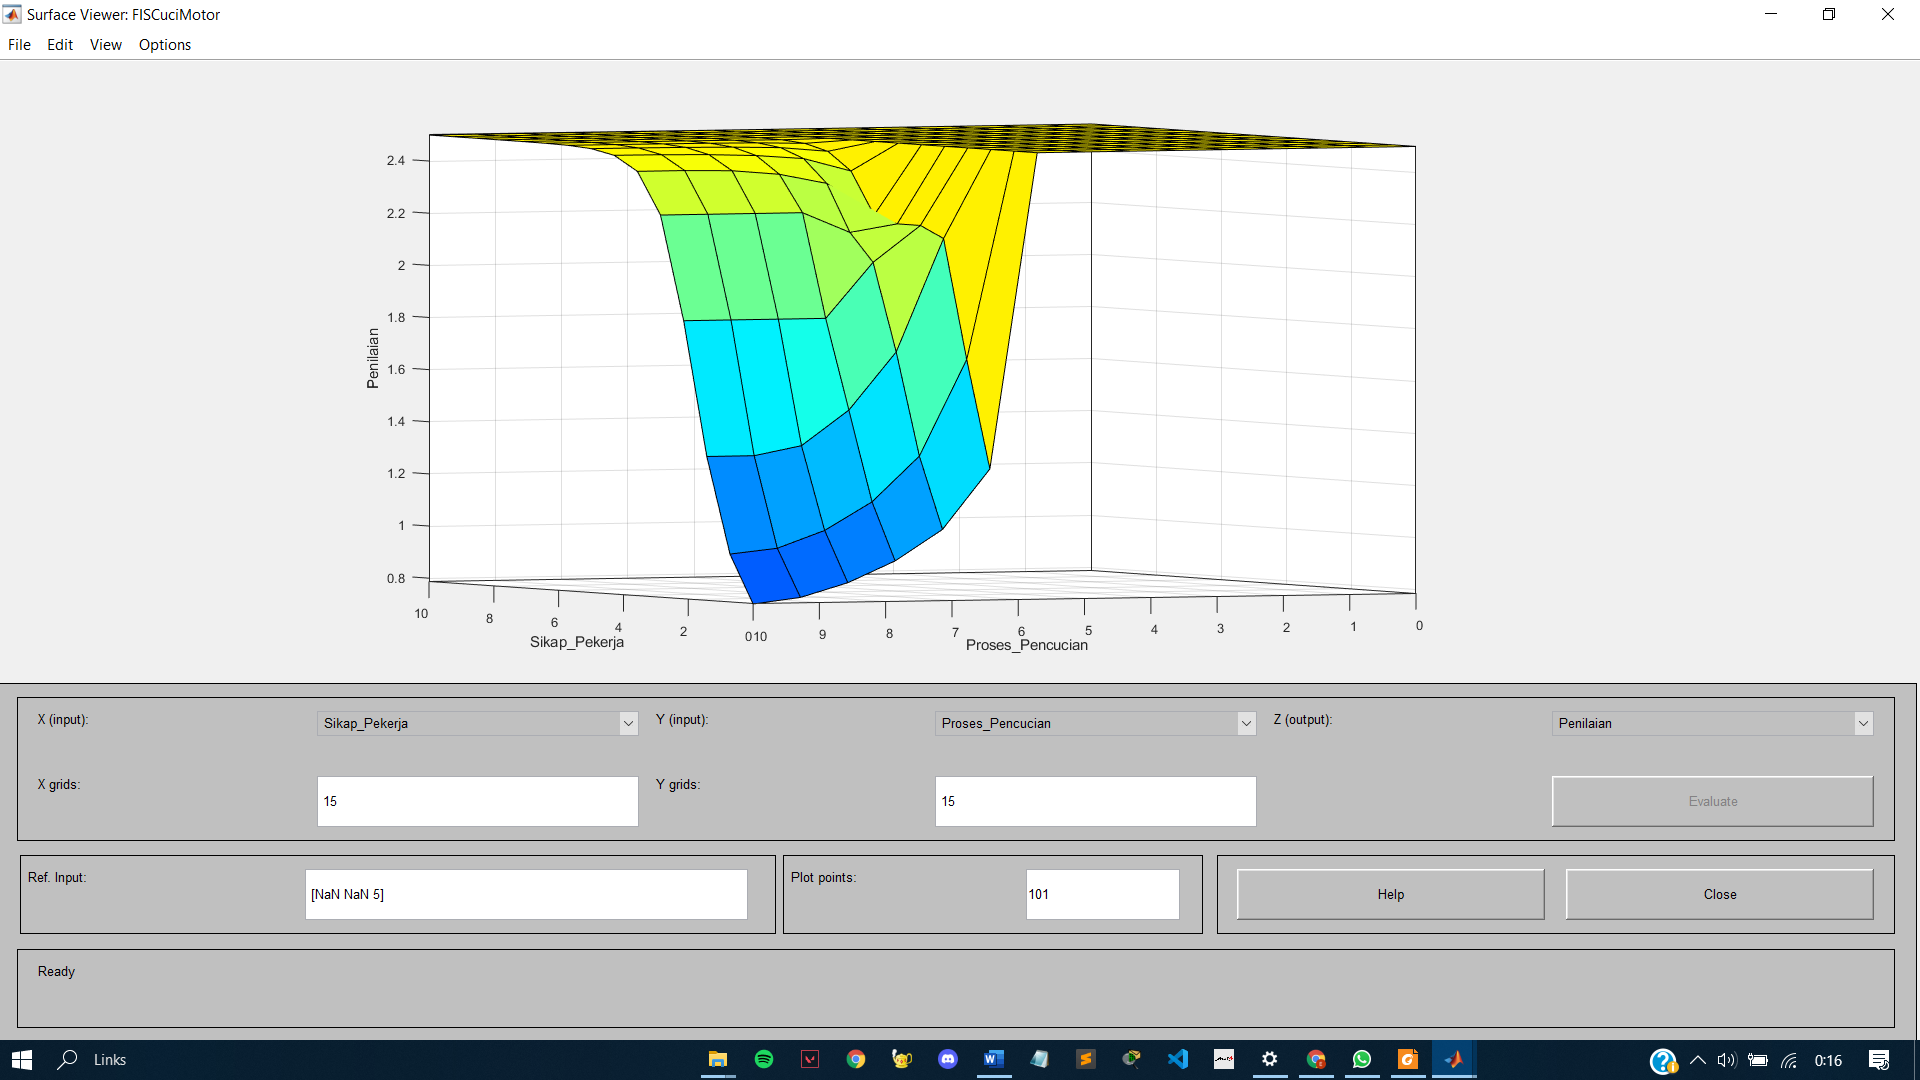 Surface Viewer: FISCuciMotor
File Edit View Options
2.4
2.2
2
1.8
1.6
1.4
1.2
1
0.8
Penilaian
10 8 6 4 2 0
Sikap_Pekerja
10 9 8 7 6 5 4 3 2 1 0
Proses_Pencucian
X (input): Sikap_Pekerja Y (input): Proses_Pencucian Z (output): Penilaian
X grids: 15 Y grids: 15 Evaluate
Ref. Input: [NaN NaN 5] Plot points: 101 Help Close
Ready
Links 0:16